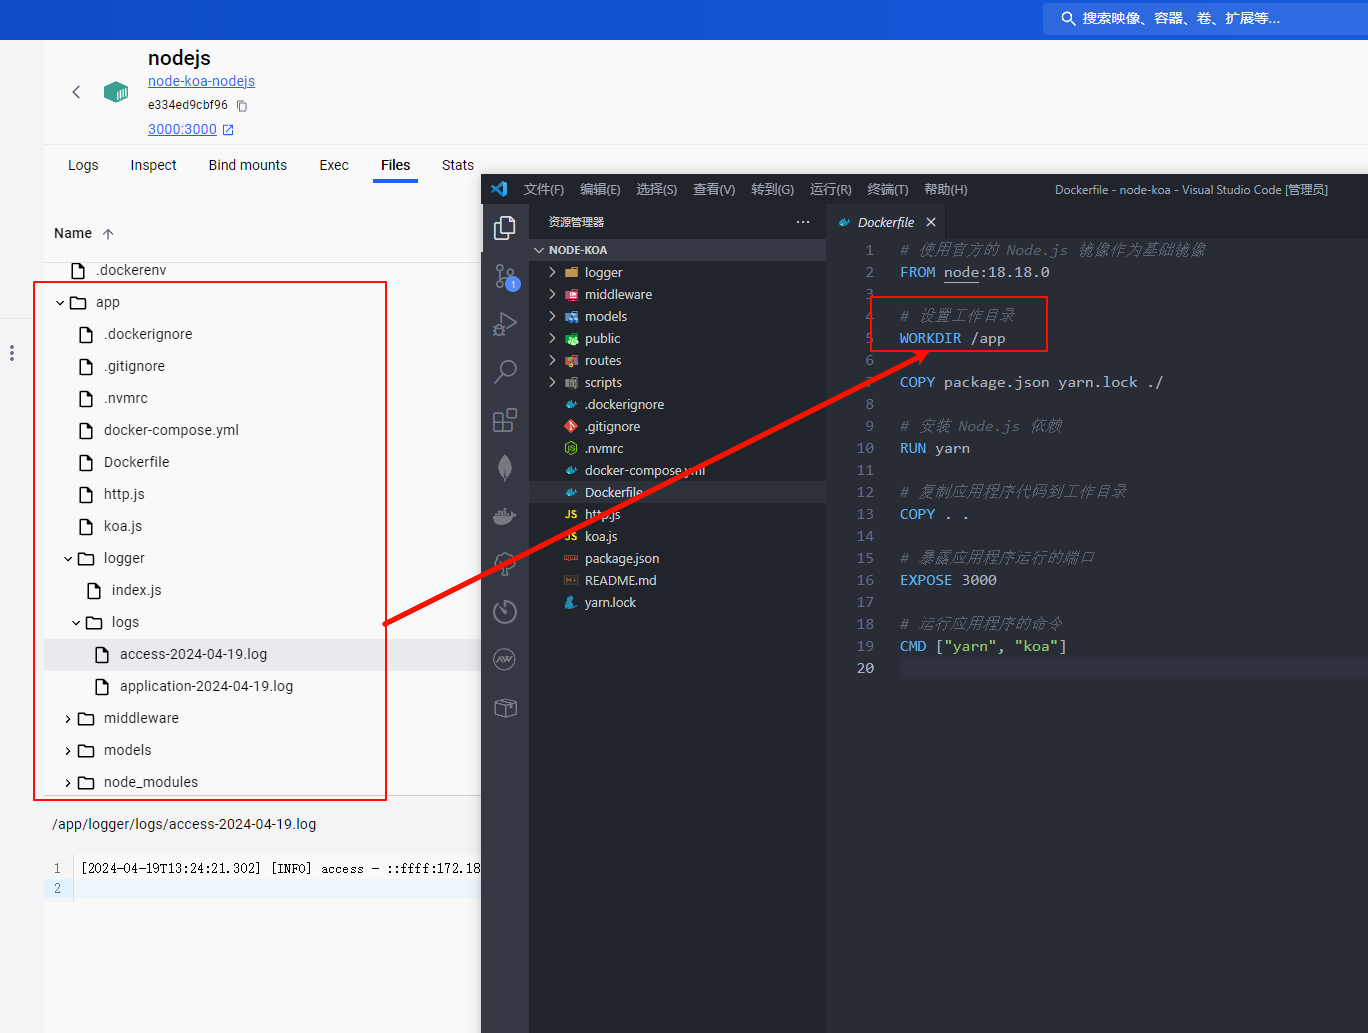 搜索映像、容器、卷、扩展等...
nodejs
node-koa-nodejs
e334ed9cbf96
3000:3000
Logs Inspect Bind mounts Exec Files Stats
Name
.dockerenv
app
.dockerignore
.gitignore
.nvmrc
docker-compose.yml
Dockerfile
http.js
koa.js
logger
index.js
logs
access-2024-04-19.log
application-2024-04-19.log
middleware
models
node_modules
/app/logger/logs/access-2024-04-19.log
1 [2024-04-19T13:24:21.302] [INFO] access - ::ffff:172.18
2
文件(F) 编辑(E) 选择(S) 查看(V) 转到(G) 运行(R) 终端(T) 帮助(H) Dockerfile - node-koa - Visual Studio Code [管理员]
资源管理器 ...
NODE-KOA
logger
middleware
models
public
routes
scripts
.dockerignore
.gitignore
.nvmrc
docker-compose.yml
Dockerfile
JS http.js
JS koa.js
package.json
README.md
yarn.lock
1
Dockerfile
1 # 使用官方的 Node.js 镜像作为基础镜像
2 FROM node:18.18.0
3
4 # 设置工作目录
5 WORKDIR /app
6
7 COPY package.json yarn.lock ./
8
9 # 安装 Node.js 依赖
10 RUN yarn
11
12 # 复制应用程序代码到工作目录
13 COPY . .
14
15 # 暴露应用程序运行的端口
16 EXPOSE 3000
17
18 # 运行应用程序的命令
19 CMD ["yarn", "koa"]
20